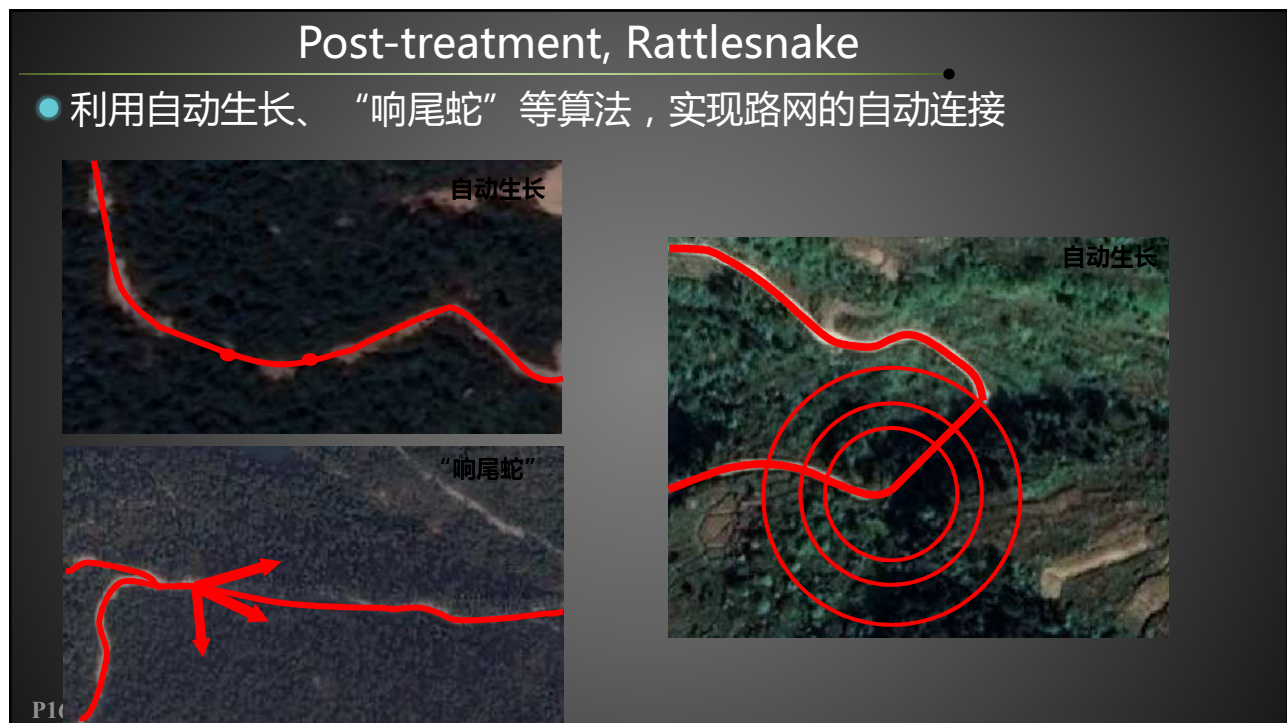 Post-treatment, Rattlesnake
利用自动生长、“响尾蛇”等算法，实现路网的自动连接
自动生长
自动生长
“响尾蛇”